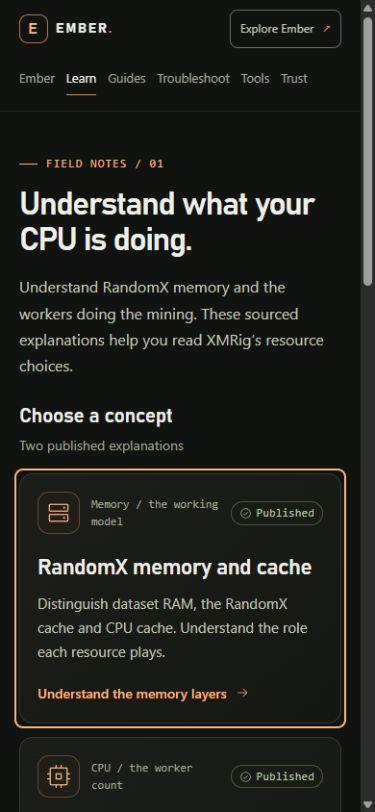 E EMBER.
Explore Ember ↗
Ember Learn Guides Troubleshoot Tools Trust
FIELD NOTES / 01
Understand what your
CPU is doing.
Understand RandomX memory and the
workers doing the mining. These sourced
explanations help you read XMRig's resource
choices.
Choose a concept
Two published explanations
Memory / the working
model
Published
RandomX memory and cache
Distinguish dataset RAM, the RandomX
cache and CPU cache. Understand the role
each resource plays.
Understand the memory layers →
CPU / the worker
count
Published